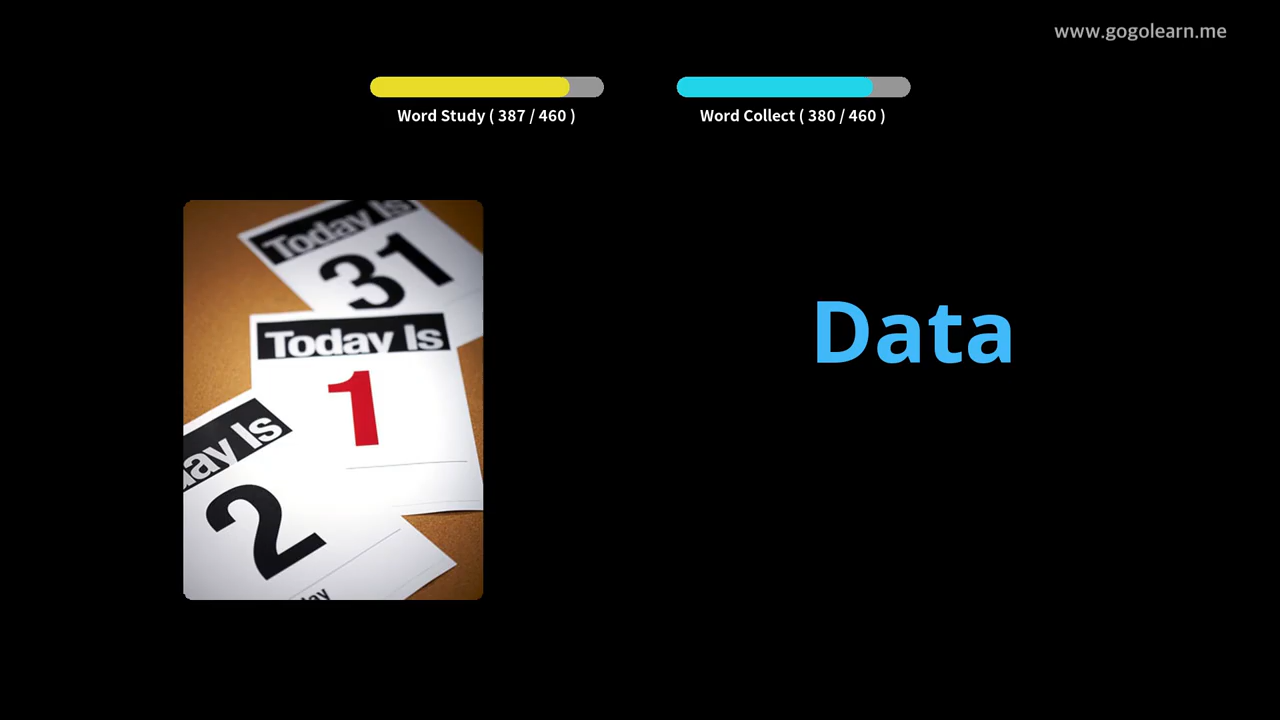 www.gogolearn.me
Word Study ( 387 / 460 )
Word Collect ( 380 / 460 )
Today Is
31
Today Is
1
day Is
2
Data